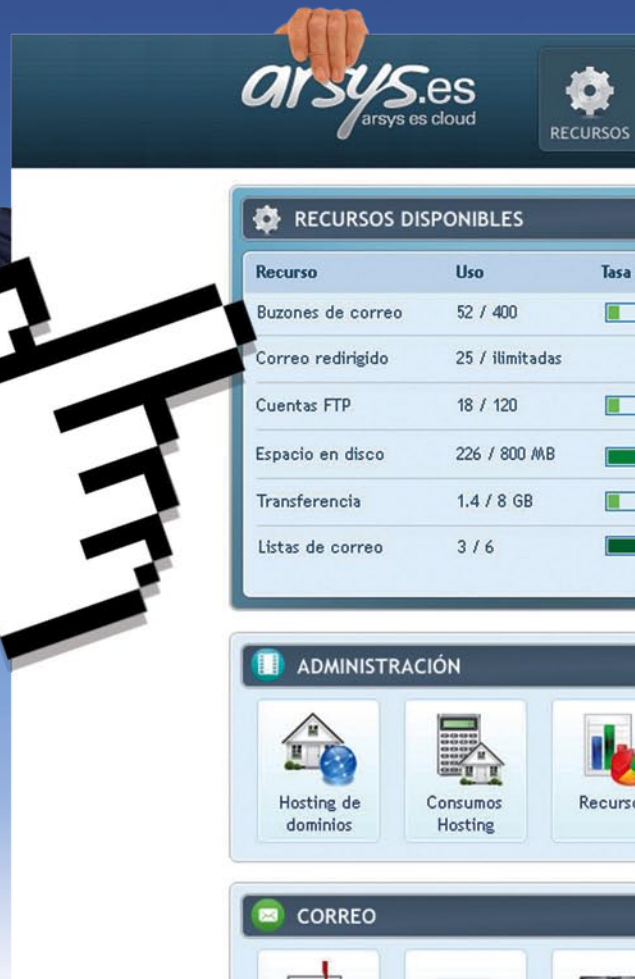 arsys.es
arsys es cloud
RECURSOS
RECURSOS DISPONIBLES
Recurso Uso Tasa
Buzones de correo 52 / 400
Correo redirigido 25 / ilimitadas
Cuentas FTP 18 / 120
Espacio en disco 226 / 800 MB
Transferencia 1.4 / 8 GB
Listas de correo 3 / 6
ADMINISTRACIÓN
Hosting de
dominios
Consumos
Hosting
CORREO